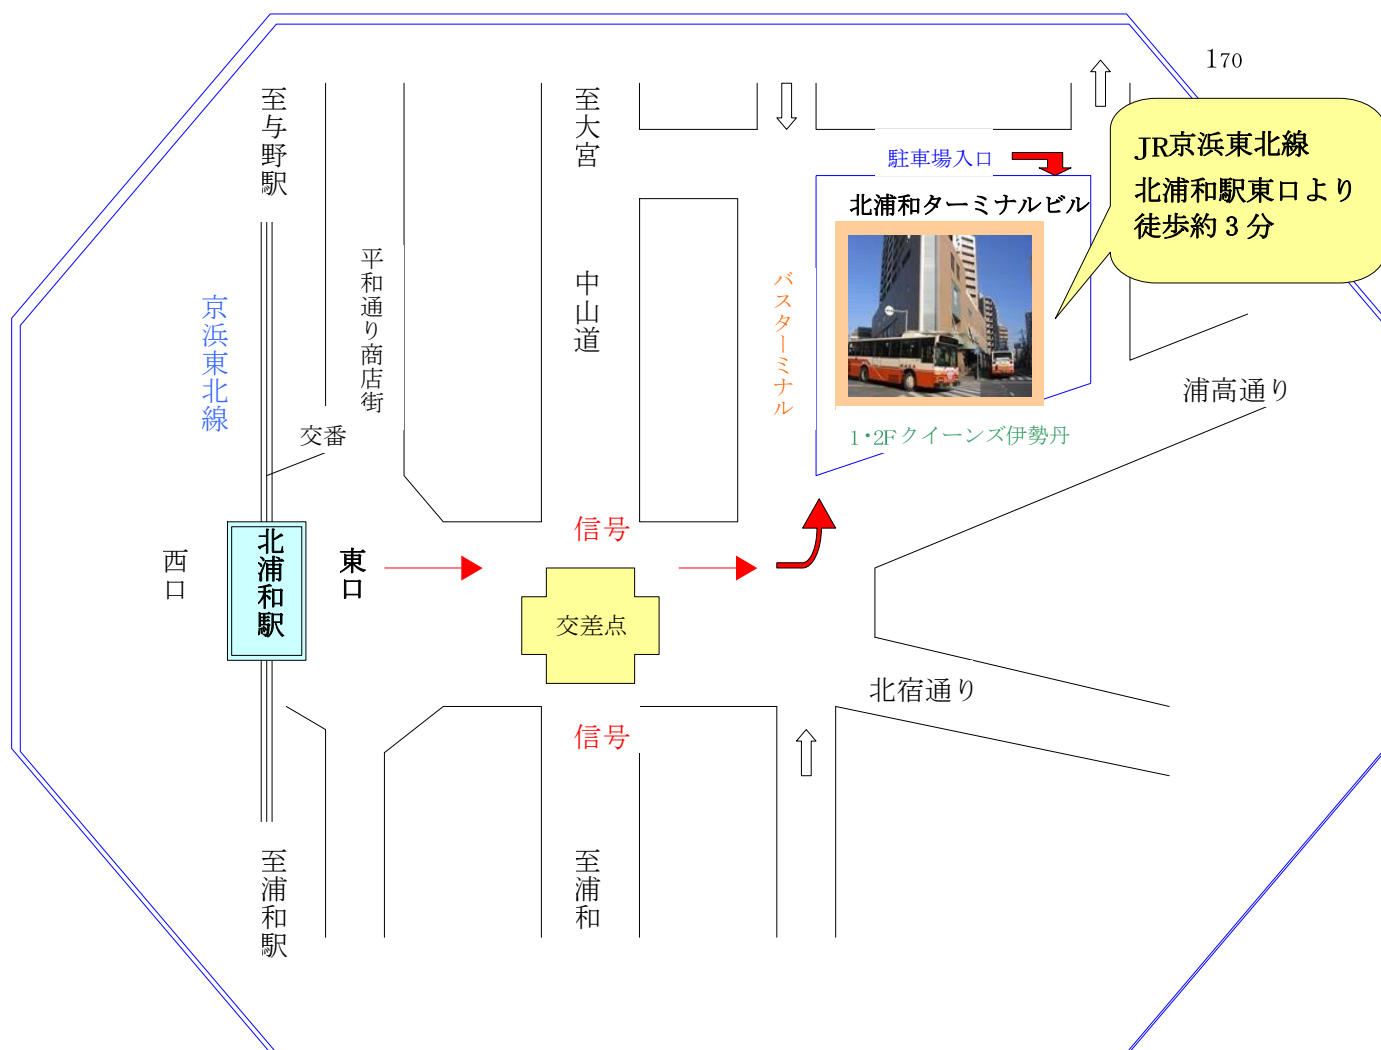 170
至与野駅
至大宮
駐車場入口
JR京浜東北線
北浦和駅東口より
徒歩約3分
北浦和ターミナルビル
京浜東北線
平和通り商店街
中山道
バスターミナル
浦高通り
交番
1・2Fクイーンズ伊勢丹
信号
西口
北浦和駅
東口
交差点
北宿通り
信号
至浦和駅
至浦和